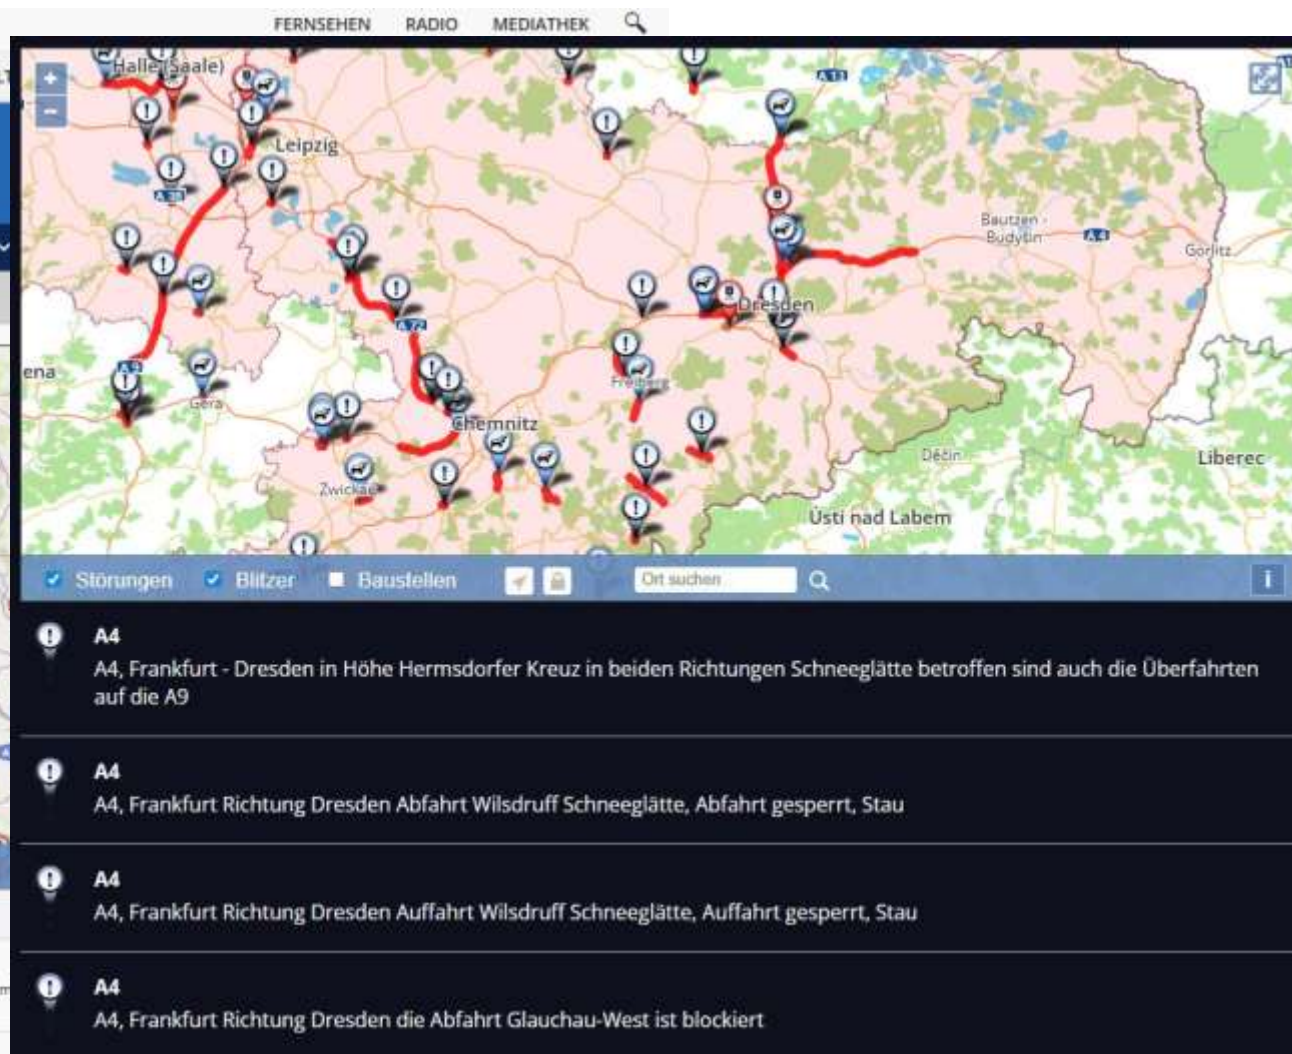 FERNSEHEN RADIO MEDIATHEK
Halle (Saale)
A 13
Leipzig
A 38
Bautzen -
Budyšin
A 4
Görlitz
Dresden
A 72
A 9
ena
Freiberg
Gera
Chemnitz
Děčín
Liberec
Zwickau
Ústí nad Labem
Störungen Blitzer Baustellen Ort suchen
A4
A4, Frankfurt - Dresden in Höhe Hermsdorfer Kreuz in beiden Richtungen Schneeglätte betroffen sind auch die Überfahrten
auf die A9
A4
A4, Frankfurt Richtung Dresden Abfahrt Wilsdruff Schneeglätte, Abfahrt gesperrt, Stau
A4
A4, Frankfurt Richtung Dresden Auffahrt Wilsdruff Schneeglätte, Auffahrt gesperrt, Stau
A4
A4, Frankfurt Richtung Dresden die Abfahrt Glauchau-West ist blockiert